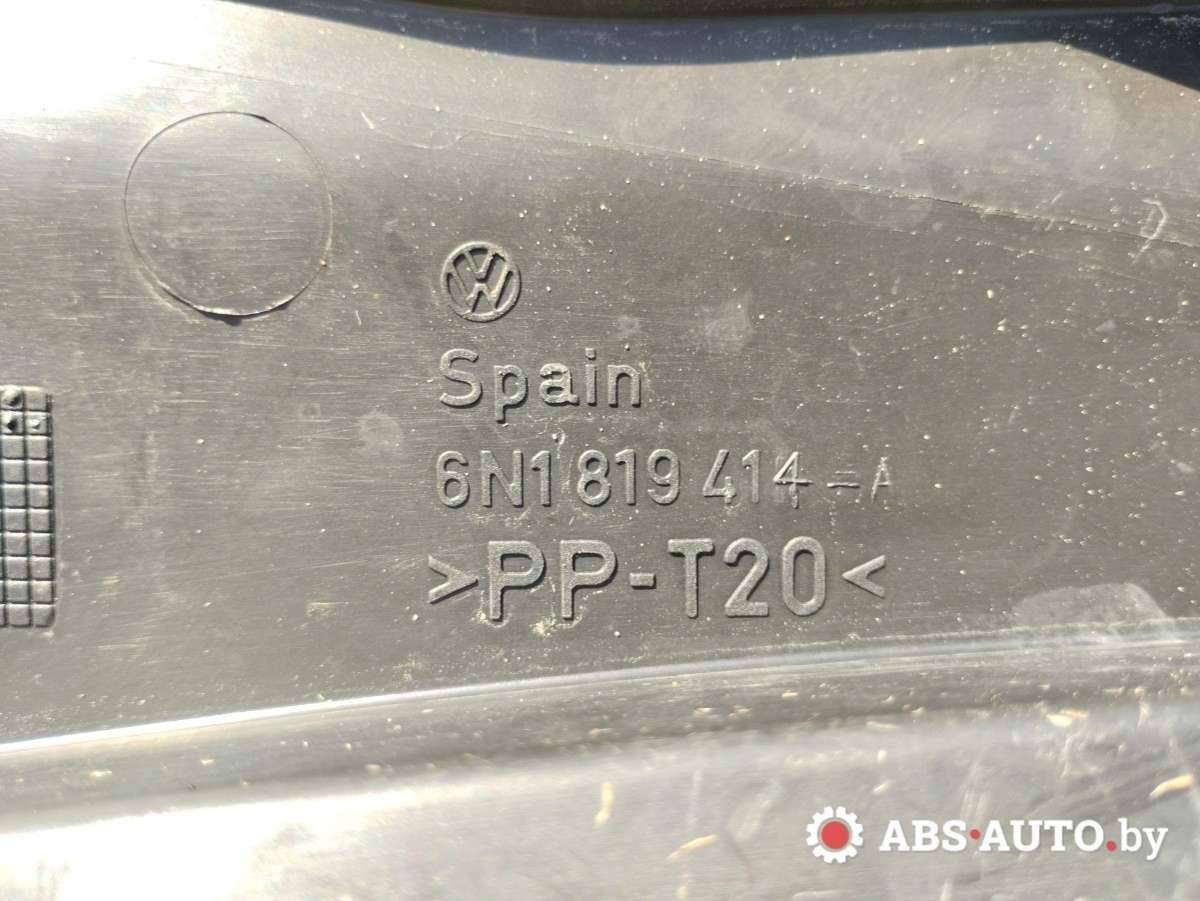 Spain
6N1 819 414 = A
>PP-T20<
ABS•AUTO.by